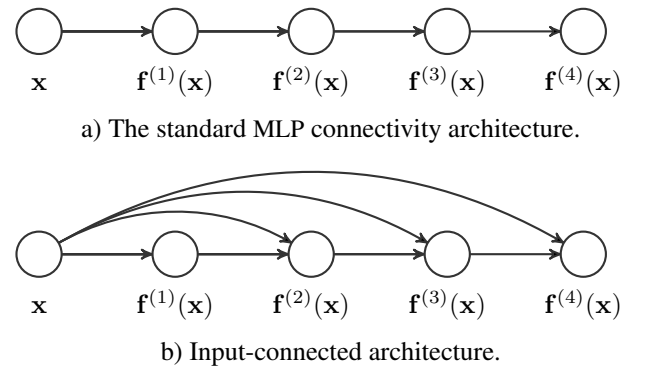 x f⁽¹⁾(x) f⁽²⁾(x) f⁽³⁾(x) f⁽⁴⁾(x)
a) The standard MLP connectivity architecture.
x f⁽¹⁾(x) f⁽²⁾(x) f⁽³⁾(x) f⁽⁴⁾(x)
b) Input-connected architecture.